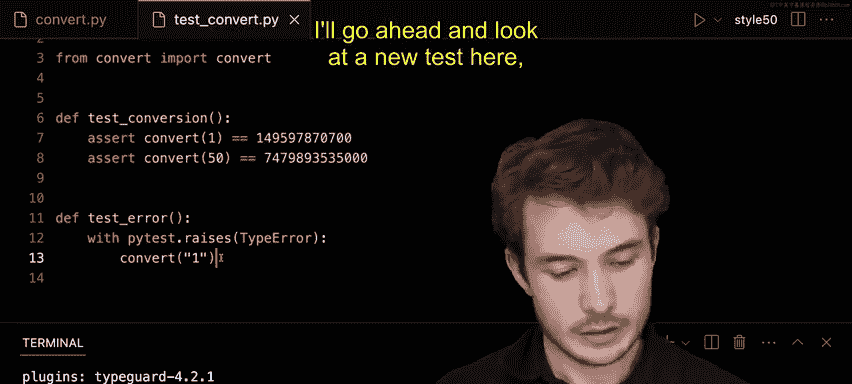 convert.py
test_convert.py
style50
I'll go ahead and look
at a new test here,
2
3 from convert import convert
4
5
6 def test_conversion():
7 assert convert(1) == 149597870700
8 assert convert(50) == 7479893535000
9
10
11 def test_error():
12 with pytest.raises(TypeError):
13 convert("1")
14
TERMINAL
plugins: typeguard-4.2.1